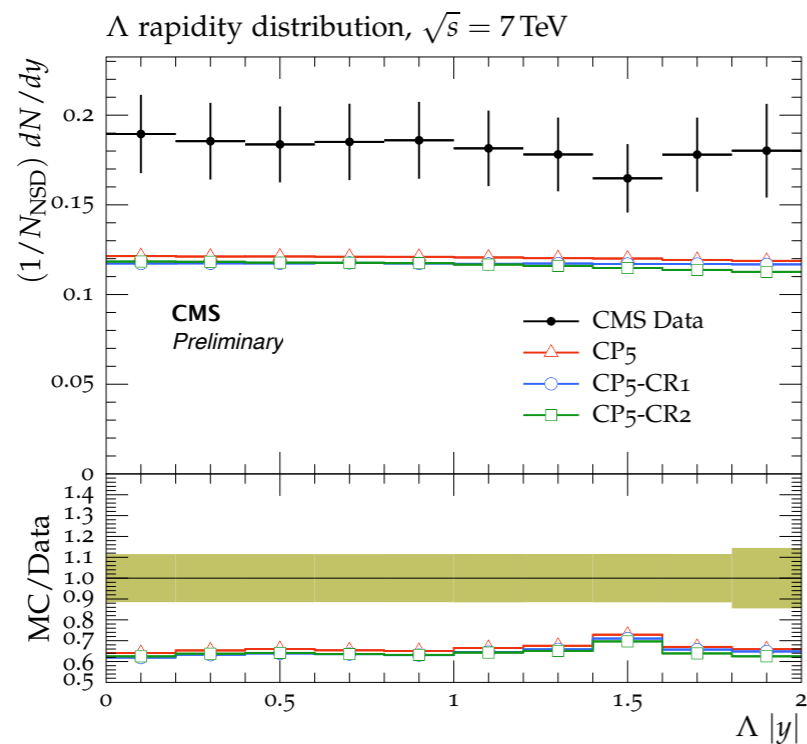 Λ rapidity distribution, √s = 7 TeV
(1/N_NSD) dN/dy
0.2
0.15
0.1
0.05
0
CMS
Preliminary
CMS Data
CP5
CP5-CR1
CP5-CR2
MC/Data
1.4
1.3
1.2
1.1
1.0
0.9
0.8
0.7
0.6
0.5
0 0.5 1 1.5 2
Λ |y|